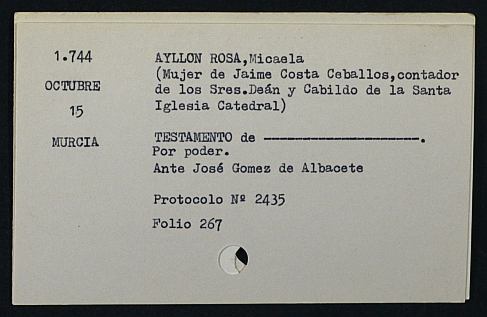 1.744 AYLLON ROSA,Micaela
(Mujer de Jaime Costa Ceballos,contador
OCTUBRE de los Sres.Deán y Cabildo de la Santa
15 Iglesia Catedral)
MURCIA TESTAMENTO de ----------------------.
Por poder.
Ante José Gomez de Albacete
Protocolo Nº 2435
Folio 267